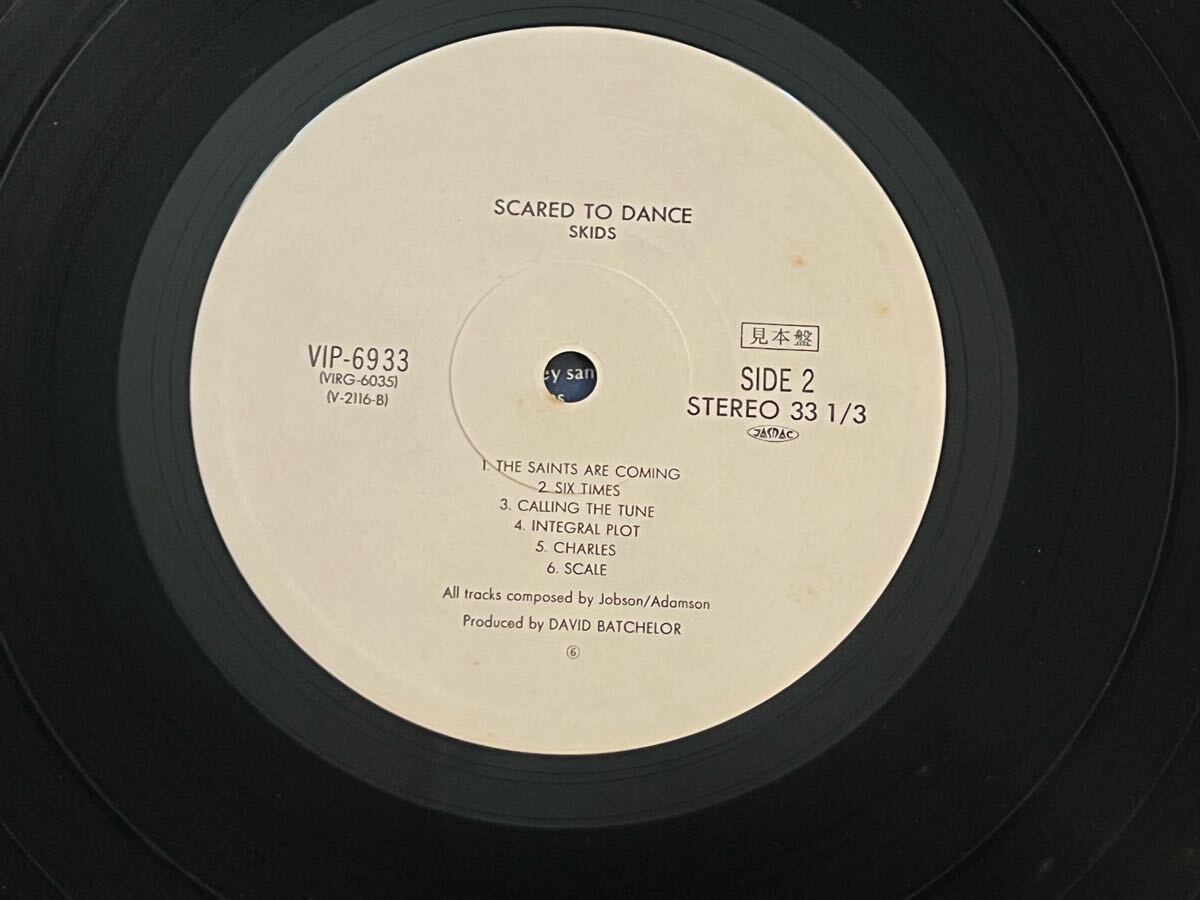 SCARED TO DANCE
SKIDS
VIP-6933
(VIRG-6035)
(V-2116-B)
見本盤
SIDE 2
STEREO 33 1/3
JASRAC
ey san
1. THE SAINTS ARE COMING
2. SIX TIMES
3. CALLING THE TUNE
4. INTEGRAL PLOT
5. CHARLES
6. SCALE
All tracks composed by Jobson/Adamson
Produced by DAVID BATCHELOR
⑥